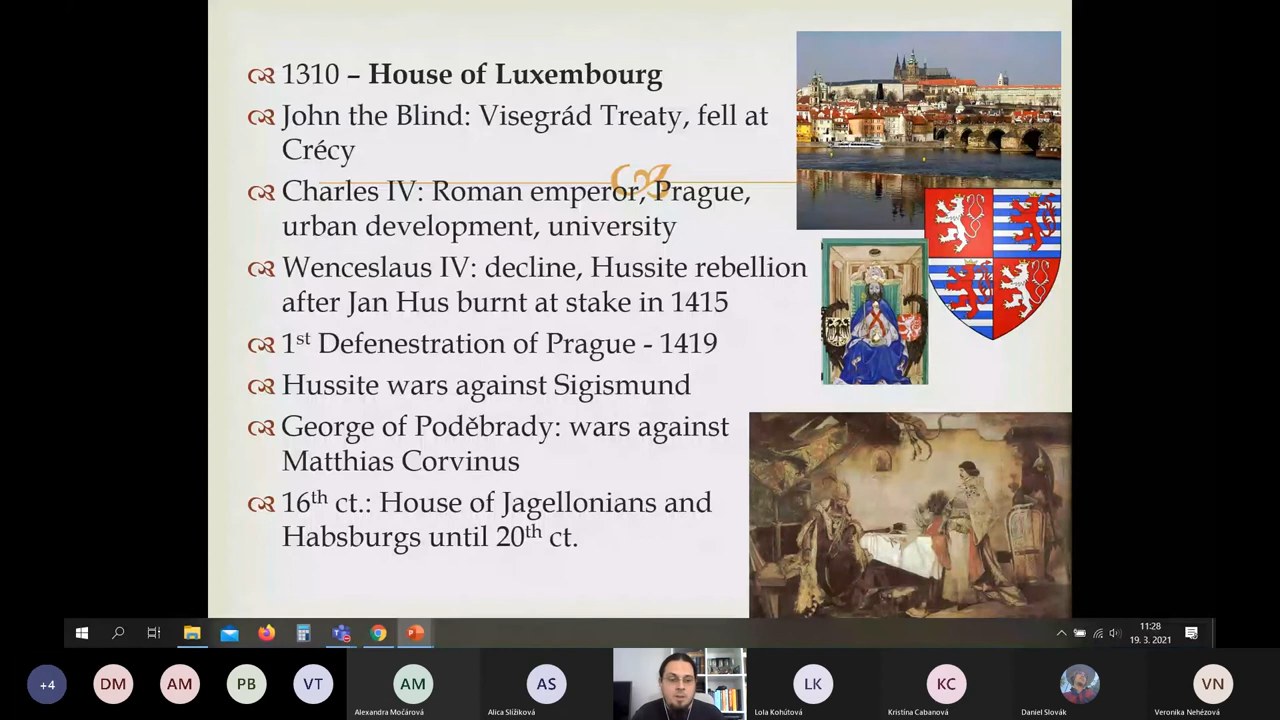 1310 – House of Luxembourg
John the Blind: Visegrád Treaty, fell at
Crécy
Charles IV: Roman emperor, Prague,
urban development, university
Wenceslaus IV: decline, Hussite rebellion
after Jan Hus burnt at stake in 1415
1st Defenestration of Prague - 1419
Hussite wars against Sigismund
George of Poděbrady: wars against
Matthias Corvinus
16th ct.: House of Jagellonians and
Habsburgs until 20th ct.
11:28
19. 3. 2021
+4
DM
AM
PB
VT
AM
AS
LK
KC
VN
Alexandra Močárová
Alica Slížiková
Lola Kohútová
Kristína Cabanová
Daniel Slovák
Veronika Nehézová